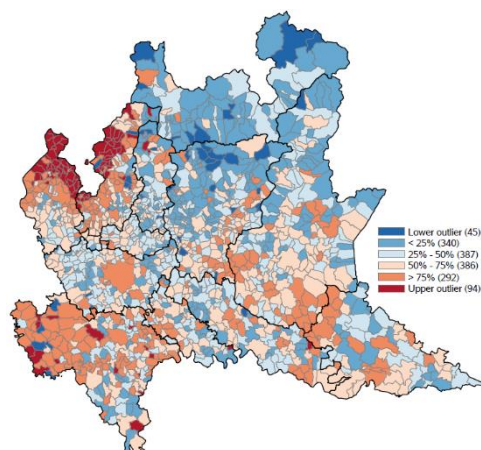 Lower outlier (45)
< 25% (340)
25% - 50% (387)
50% - 75% (386)
> 75% (292)
Upper outlier (94)